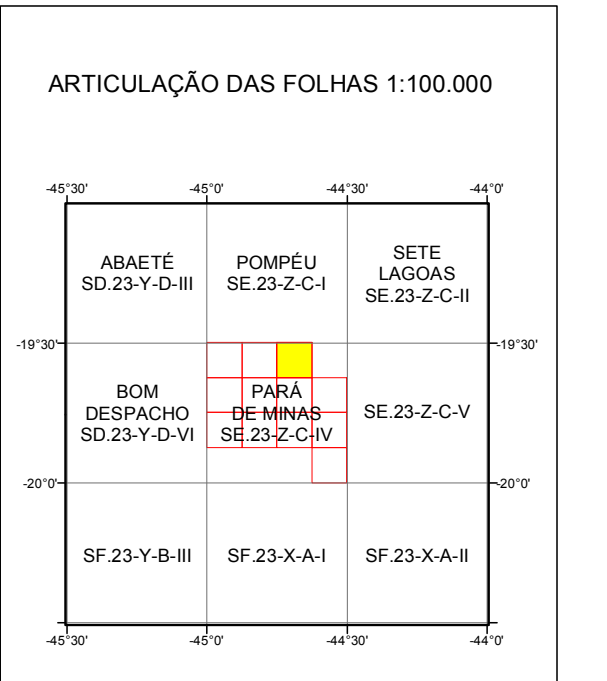 ARTICULAÇÃO DAS FOLHAS 1:100.000
-45°30' -45°0' -44°30' -44°0'
ABAETÉ
SD.23-Y-D-III
POMPÉU
SE.23-Z-C-I
SETE
LAGOAS
SE.23-Z-C-II
-19°30' -19°30'
BOM
DESPACHO
SD.23-Y-D-VI
PARÁ
DE MINAS
SE.23-Z-C-IV
SE.23-Z-C-V
-20°0' -20°0'
SF.23-Y-B-III
SF.23-X-A-I
SF.23-X-A-II
-45°30' -45°0' -44°30' -44°0'